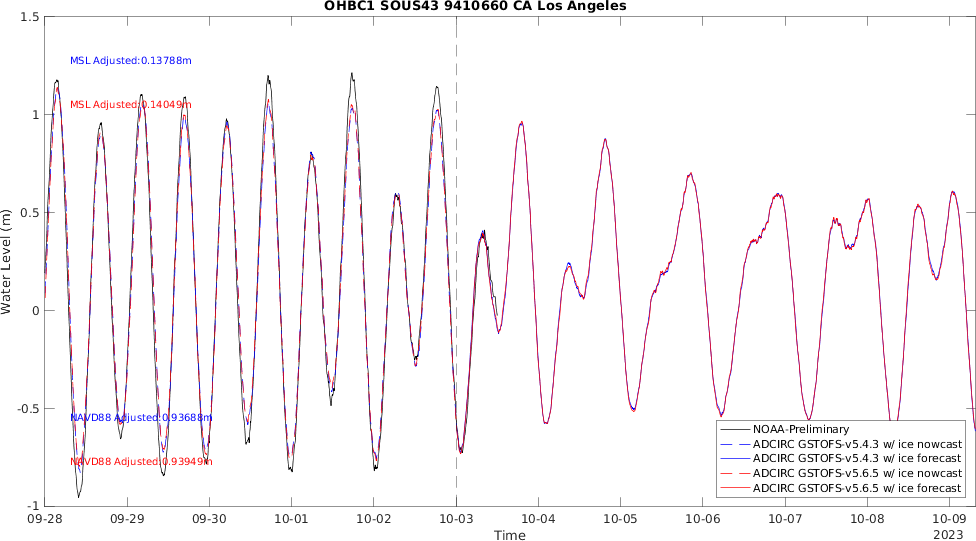 OHBC1 SOUS43 9410660 CA Los Angeles
1.5
MSL Adjusted:0.13788m
MSL Adjusted:0.14049m
1
0.5
Water Level (m)
0
-0.5
NAVD88 Adjusted:0.93688m
NAVD88 Adjusted:0.93949m
-1
NOAA-Preliminary
ADCIRC GSTOFS-v5.4.3 w/ ice nowcast
ADCIRC GSTOFS-v5.4.3 w/ ice forecast
ADCIRC GSTOFS-v5.6.5 w/ ice nowcast
ADCIRC GSTOFS-v5.6.5 w/ ice forecast
09-28 09-29 09-30 10-01 10-02 10-03 10-04 10-05 10-06 10-07 10-08 10-09
2023
Time